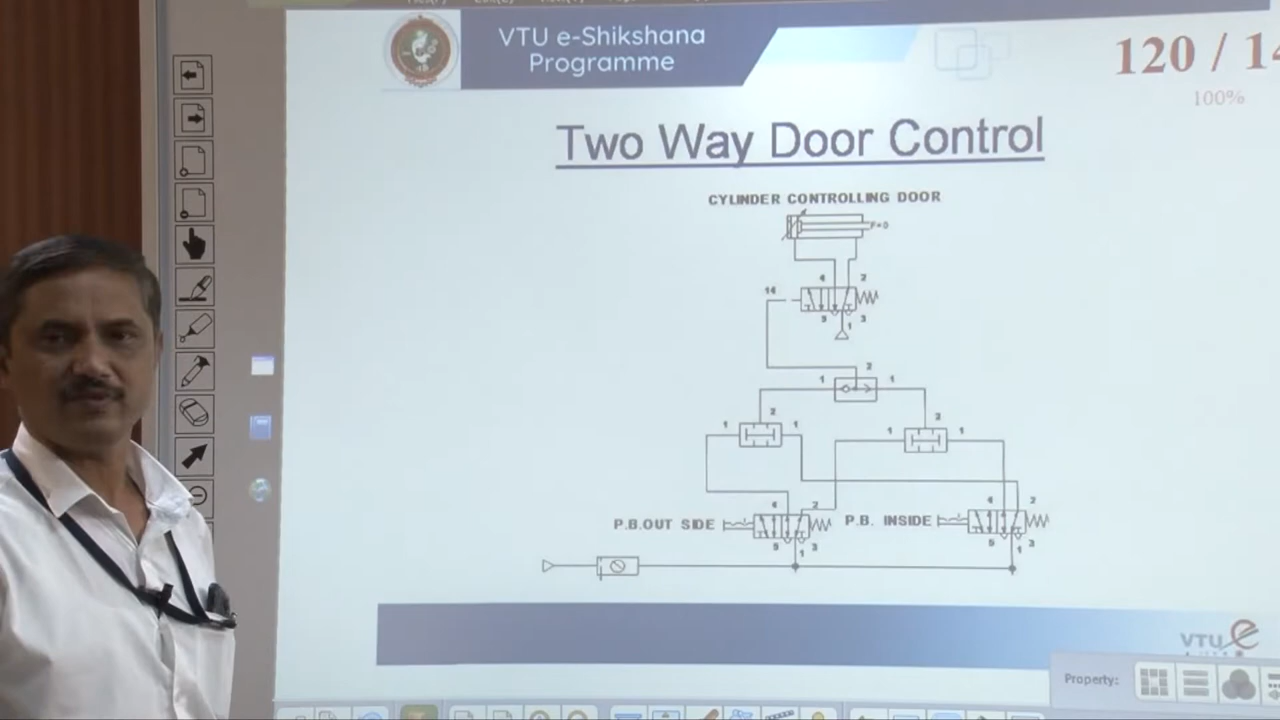 VTU e-Shikshana
Programme
120 / 14
100%
Two Way Door Control
CYLINDER CONTROLLING DOOR
F=0
4 2
14
1 3
2
1 1
2
1 1
2
1 1
4 2
P.B.OUT SIDE
3
1
4 2
P.B. INSIDE
5 3
1
VTU e
Property: